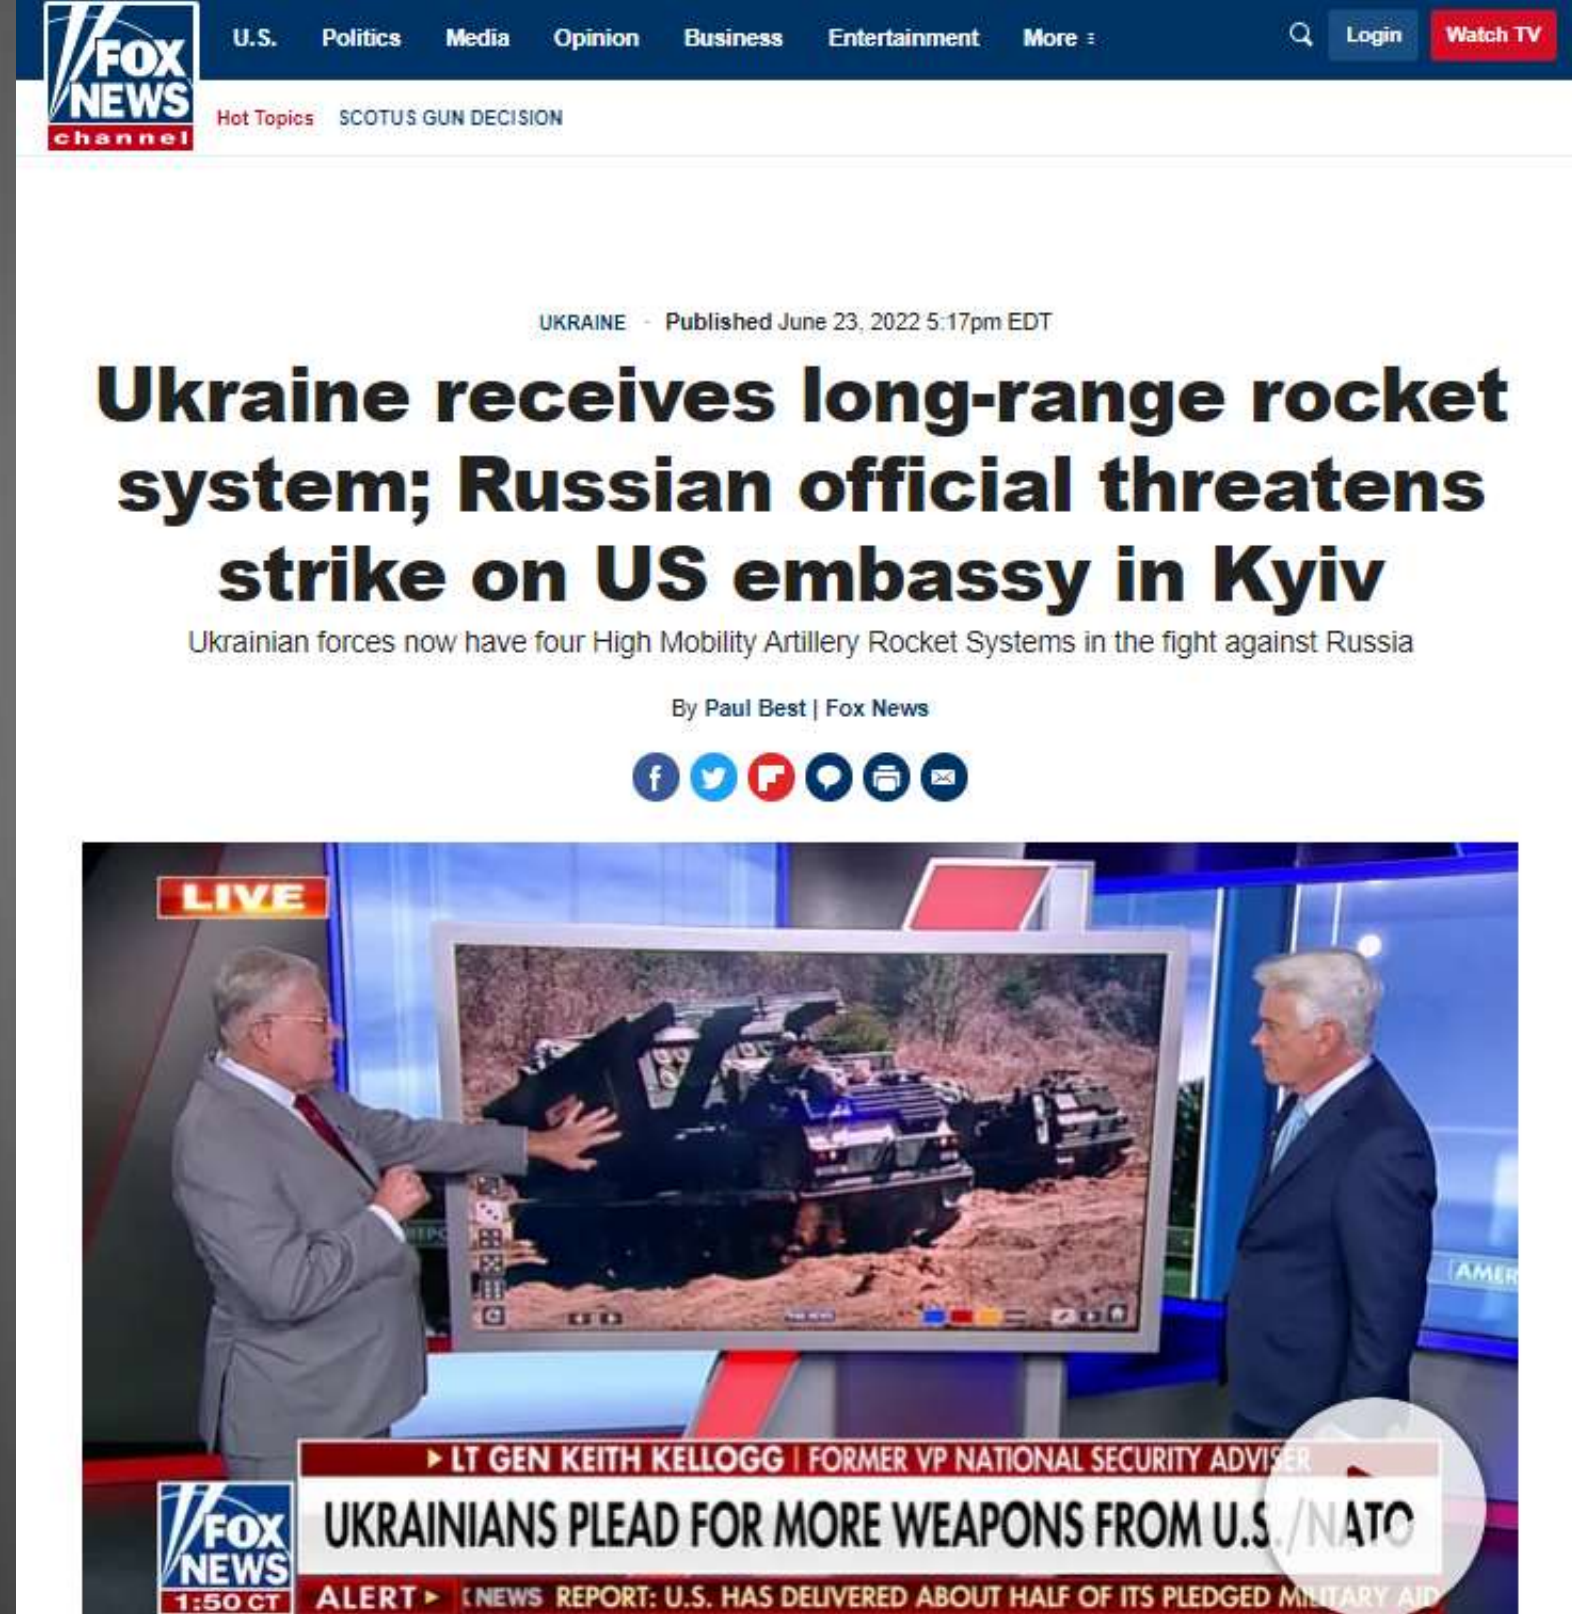 FOX
NEWS
channel
U.S. Politics Media Opinion Business Entertainment More Login Watch TV
Hot Topics SCOTUS GUN DECISION
UKRAINE - Published June 23, 2022 5:17pm EDT
Ukraine receives long-range rocket
system; Russian official threatens
strike on US embassy in Kyiv
Ukrainian forces now have four High Mobility Artillery Rocket Systems in the fight against Russia
By Paul Best | Fox News
LIVE
AMER
LT GEN KEITH KELLOGG | FORMER VP NATIONAL SECURITY ADVISER
UKRAINIANS PLEAD FOR MORE WEAPONS FROM U.S./NATO
FOX
NEWS
1:50 CT
ALERT NEWS REPORT: U.S. HAS DELIVERED ABOUT HALF OF ITS PLEDGED MILITARY AID